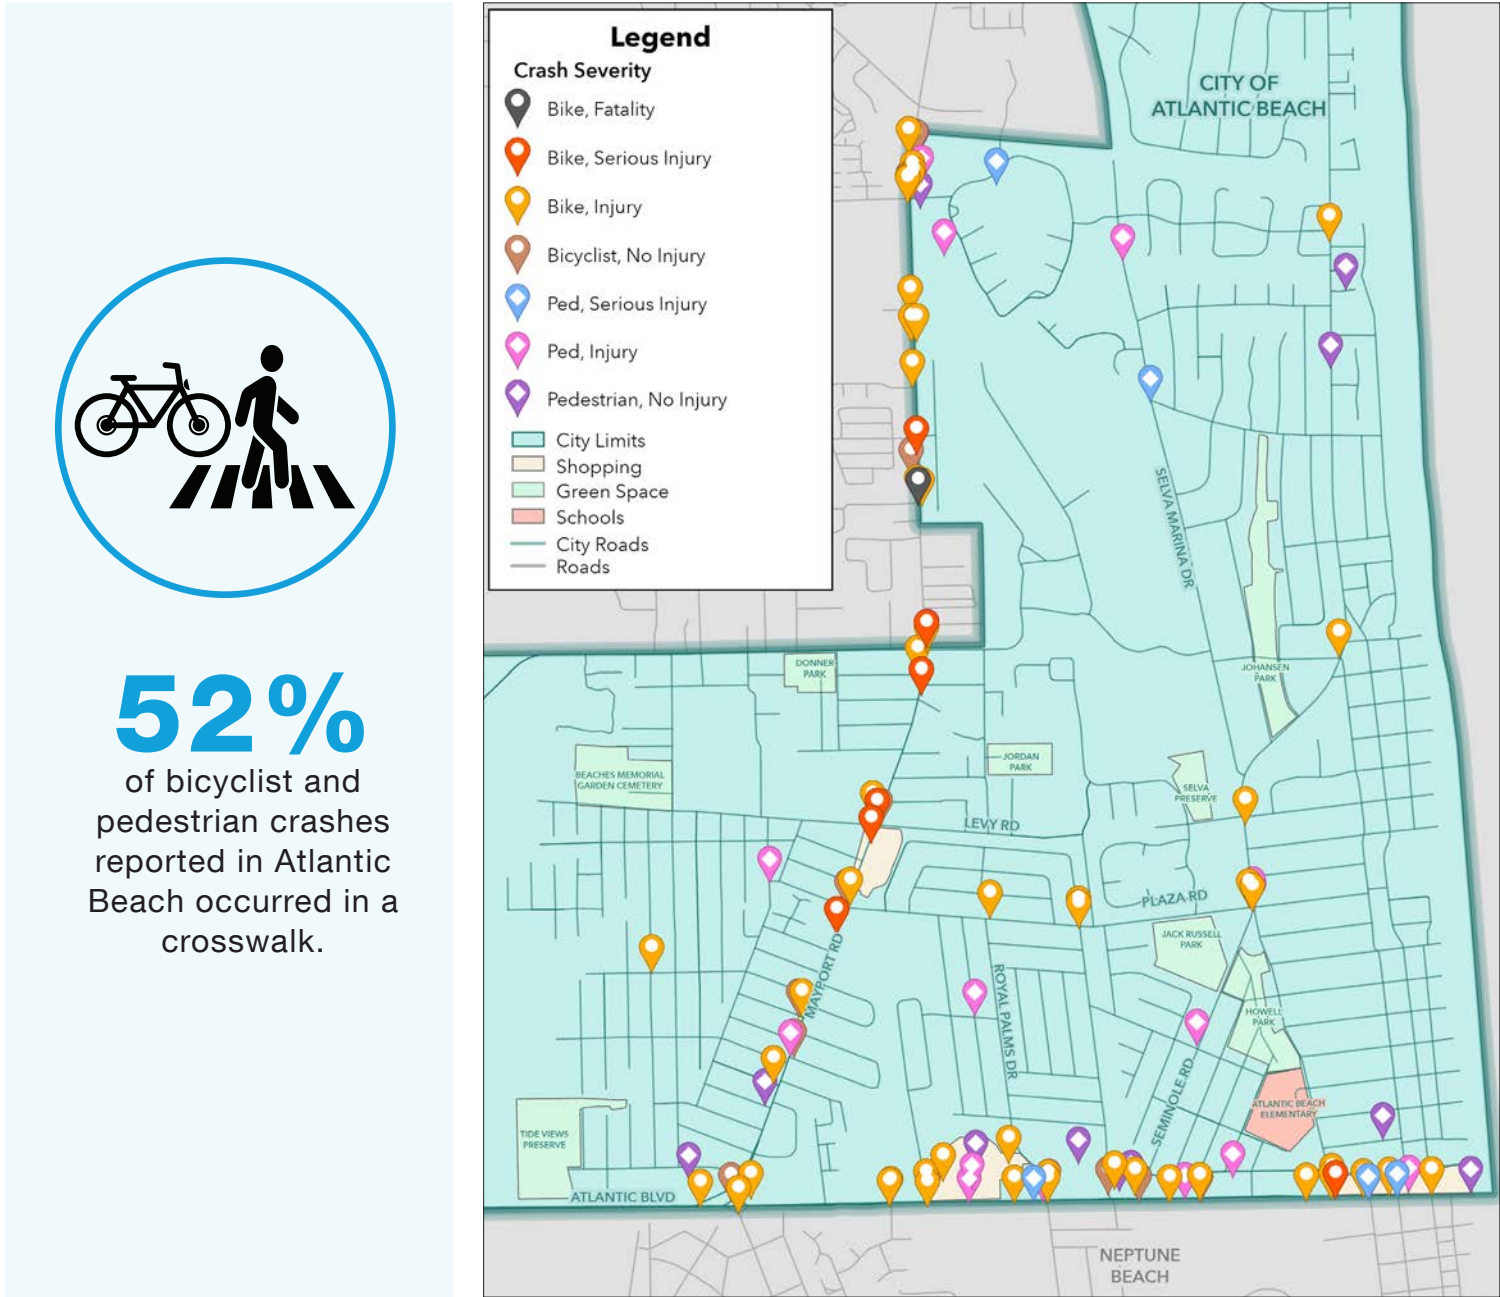 52%
of bicyclist and
pedestrian crashes
reported in Atlantic
Beach occurred in a
crosswalk.
Legend
Crash Severity
Bike, Fatality
Bike, Serious Injury
Bike, Injury
Bicyclist, No Injury
Ped, Serious Injury
Ped, Injury
Pedestrian, No Injury
City Limits
Shopping
Green Space
Schools
City Roads
Roads
CITY OF
ATLANTIC BEACH
SELVA MARINA DR
DONNER
PARK
JOHANSEN
PARK
BEACHES MEMORIAL
GARDEN CEMETERY
JORDAN
PARK
SELVA
PRESERVE
LEVY RD
PLAZA RD
JACK RUSSELL
PARK
MAYPORT RD
ROYAL PALMS DR
HOWELL
PARK
SEMINOLE RD
ATLANTIC BEACH
ELEMENTARY
TIDE VIEWS
PRESERVE
ATLANTIC BLVD
NEPTUNE
BEACH